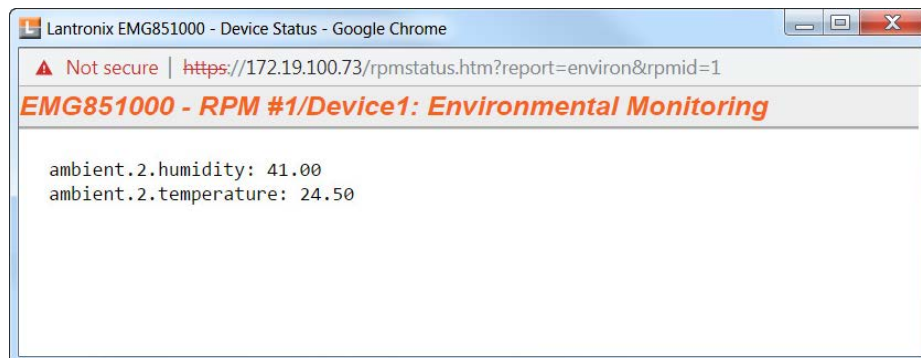 Lantronix EMG851000 - Device Status - Google Chrome
Not secure | https://172.19.100.73/rpmstatus.htm?report=environ&rpmid=1
EMG851000 - RPM #1/Device1: Environmental Monitoring
ambient.2.humidity: 41.00
ambient.2.temperature: 24.50